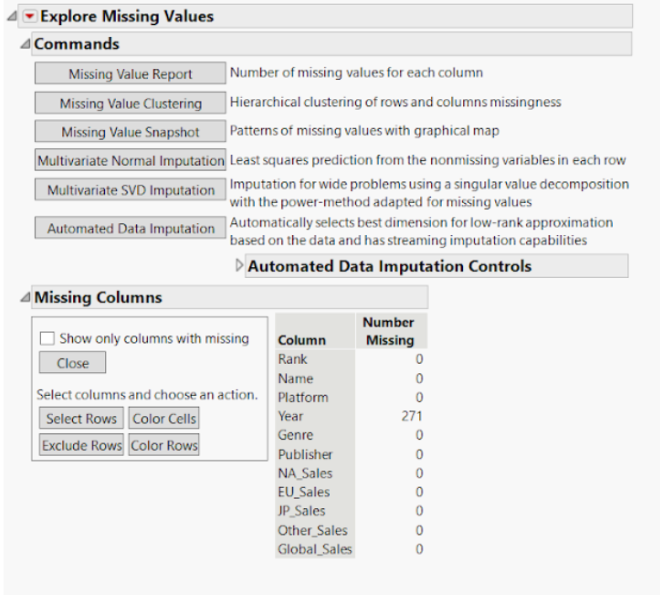 Explore Missing Values
Commands
Missing Value Report Number of missing values for each column
Missing Value Clustering Hierarchical clustering of rows and columns missingness
Missing Value Snapshot Patterns of missing values with graphical map
Multivariate Normal Imputation Least squares prediction from the nonmissing variables in each row
Multivariate SVD Imputation Imputation for wide problems using a singular value decomposition
with the power-method adapted for missing values
Automated Data Imputation Automatically selects best dimension for low-rank approximation
based on the data and has streaming imputation capabilities
Automated Data Imputation Controls
Missing Columns
Show only columns with missing
Close
Select columns and choose an action.
Select Rows Color Cells
Exclude Rows Color Rows
Number
Column Missing
Rank 0
Name 0
Platform 0
Year 271
Genre 0
Publisher 0
NA_Sales 0
EU_Sales 0
JP_Sales 0
Other_Sales 0
Global_Sales 0